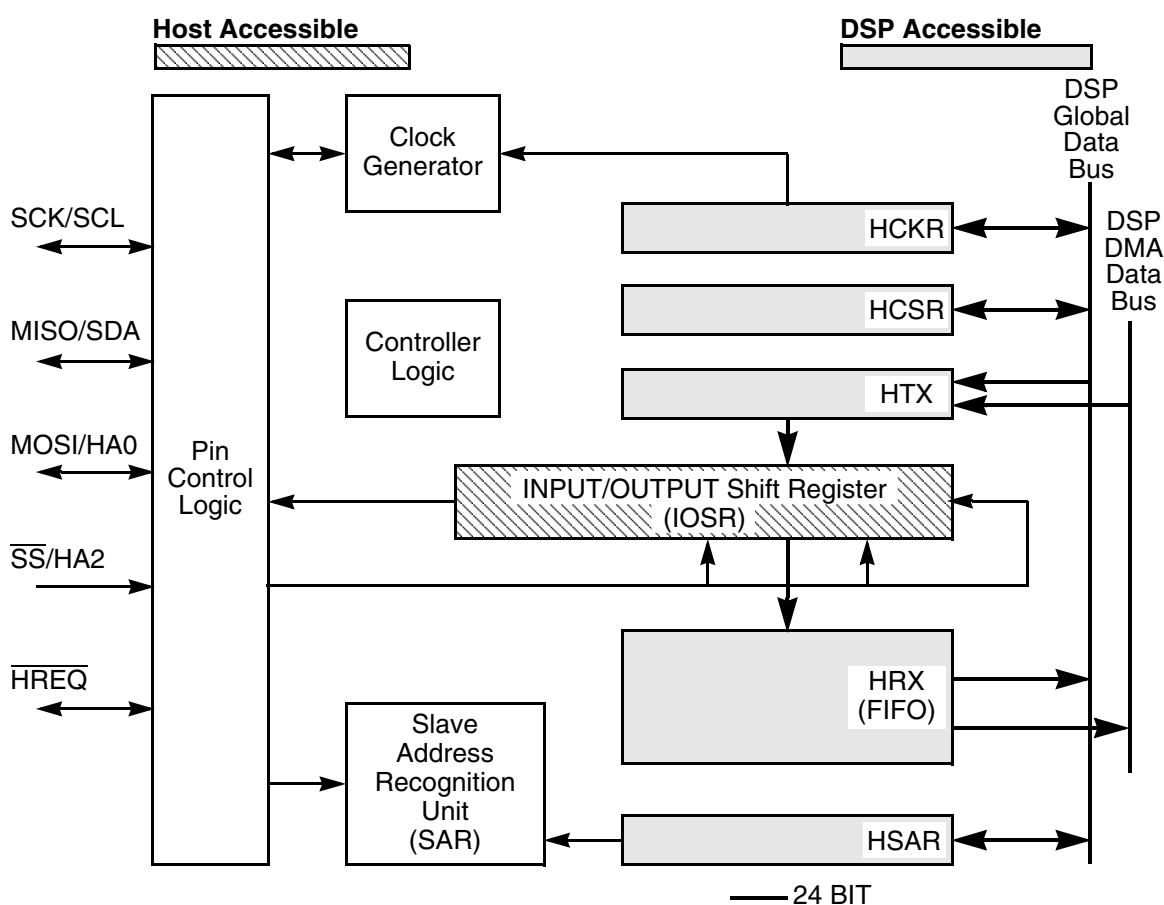 Host Accessible
DSP Accessible
DSP
Global
Data
Bus
DSP
DMA
Data
Bus
Clock
Generator
SCK/SCL
HCKR
MISO/SDA
HCSR
Controller
Logic
HTX
MOSI/HA0
Pin
Control
Logic
INPUT/OUTPUT Shift Register
(IOSR)
S̅S̅/HA2
H̅R̅E̅Q̅
HRX
(FIFO)
Slave
Address
Recognition
Unit
(SAR)
HSAR
24 BIT